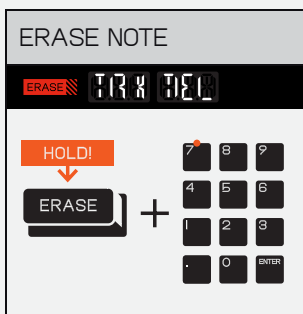 ERASE NOTE
ERASE TRK DEL
HOLD!
7 8 9
ERASE
4 5 6
+
1 2 3
. 0 ENTER